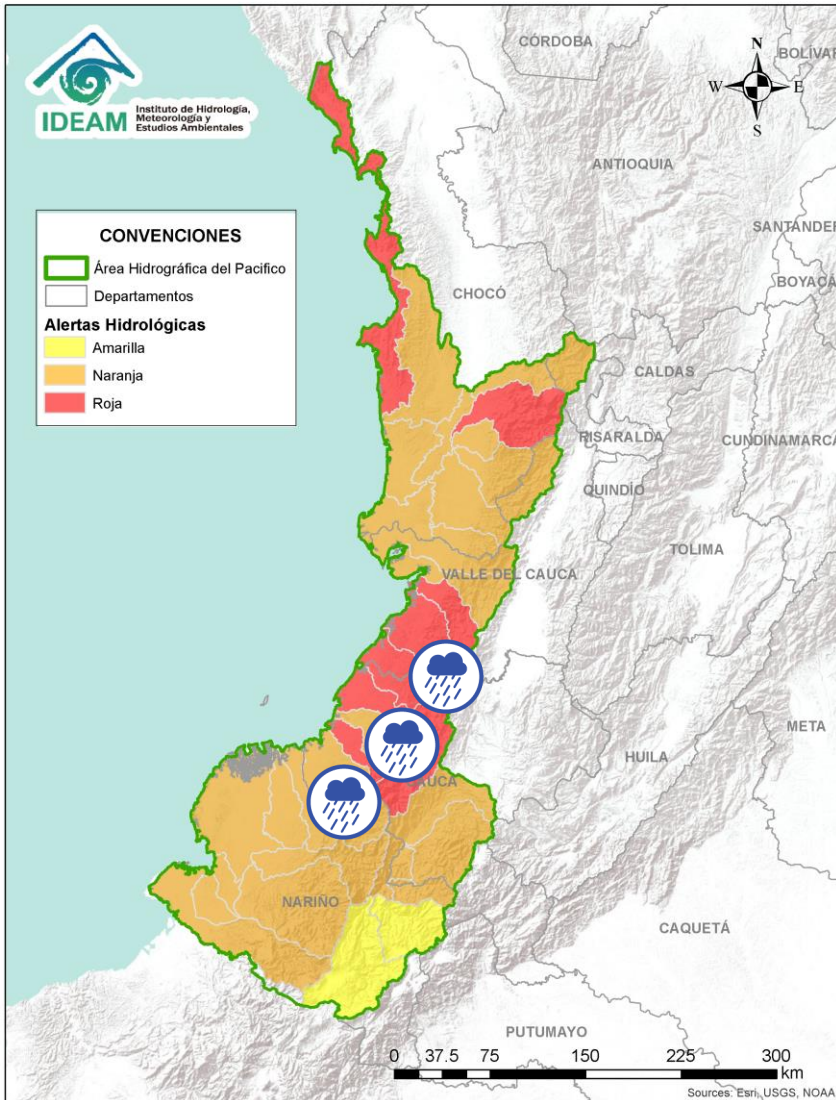 IDEAM
Instituto de Hidrología,
Meteorología y
Estudios Ambientales
CÓRDOBA
BOLÍVAR
N
W
E
S
ANTIOQUIA
CONVENCIONES
Área Hidrográfica del Pacifico
Departamentos
Alertas Hidrológicas
Amarilla
Naranja
Roja
SANTANDER
BOYACÁ
CHOCÓ
CALDAS
RISARALDA
CUNDINAMARCA
QUINDÍO
TOLIMA
VALLE DEL CAUCA
META
HUILA
CAUCA
NARIÑO
CAQUETÁ
PUTUMAYO
0 37.5 75 150 225 300
km
Sources: Esri, USGS, NOAA